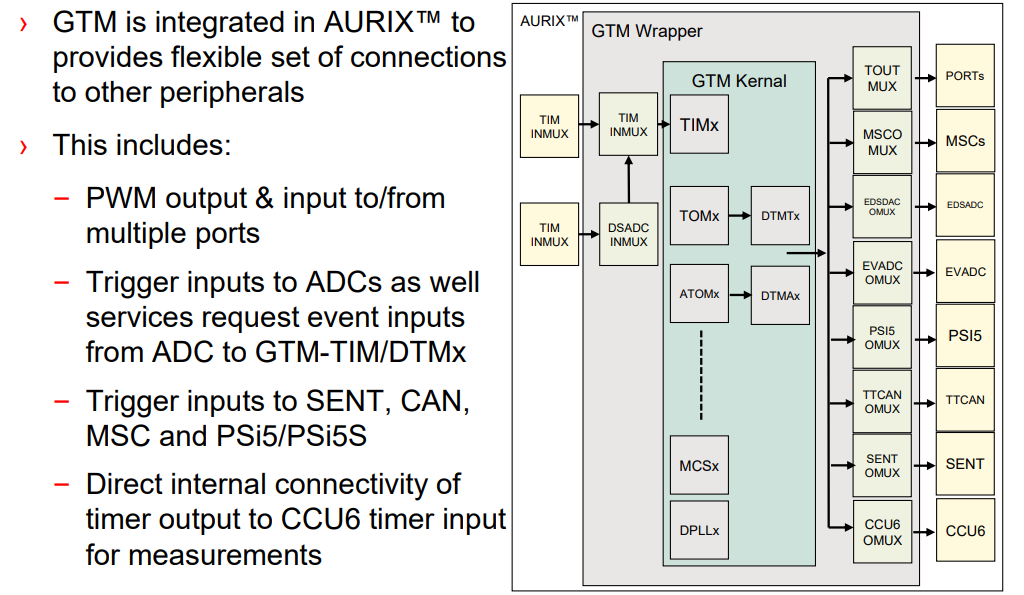 › GTM is integrated in AURIX™ to
provides flexible set of connections
to other peripherals
› This includes:
– PWM output & input to/from
multiple ports
– Trigger inputs to ADCs as well
services request event inputs
from ADC to GTM-TIM/DTMx
– Trigger inputs to SENT, CAN,
MSC and PSi5/PSi5S
– Direct internal connectivity of
timer output to CCU6 timer input
for measurements
AURIX™
GTM Wrapper
GTM Kernal
TIM
INMUX
TIM
INMUX
TIMx
TIM
INMUX
DSADC
INMUX
TOMx
DTMTx
ATOMx
DTMAx
MCSx
DPLLx
TOUT
MUX
PORTs
MSCO
MUX
MSCs
EDSDAC
OMUX
EDSADC
EVADC
OMUX
EVADC
PSI5
OMUX
PSI5
TTCAN
OMUX
TTCAN
SENT
OMUX
SENT
CCU6
OMUX
CCU6